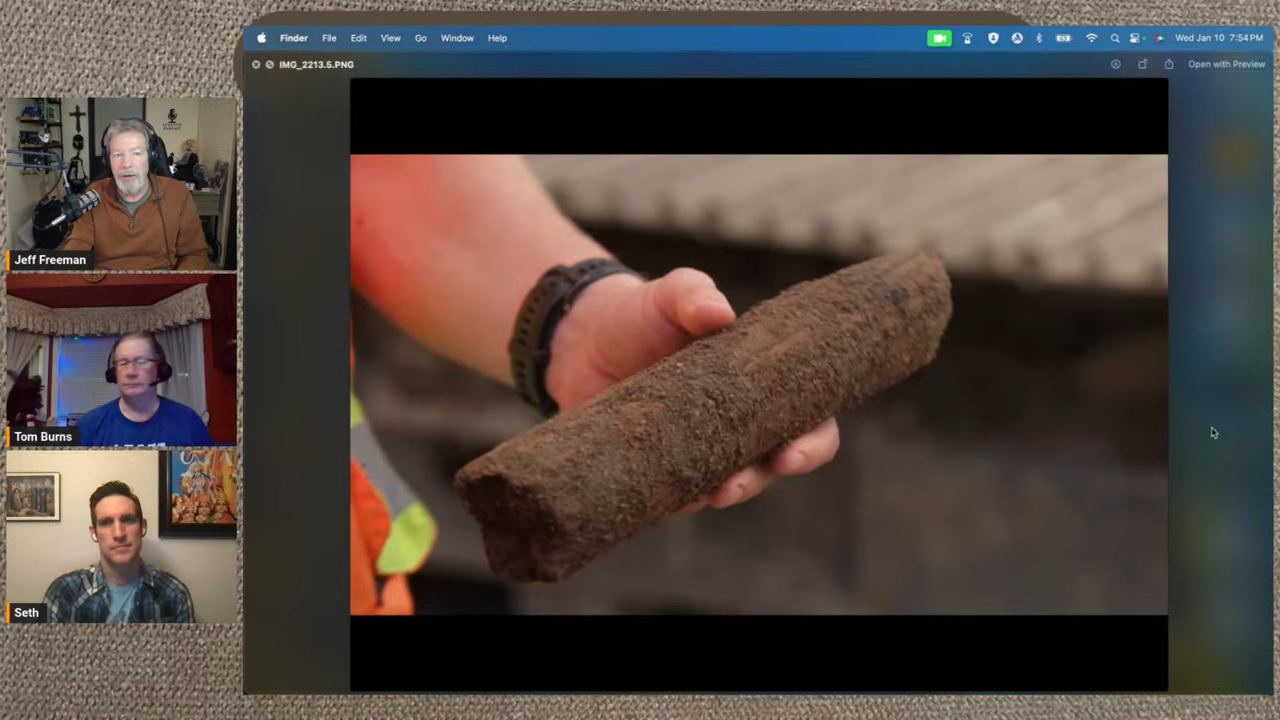 Finder File Edit View Go Window Help Wed Jan 10 7:54 PM
IMG_2213.5.PNG Open with Preview
Jeff Freeman
Tom Burns
Seth